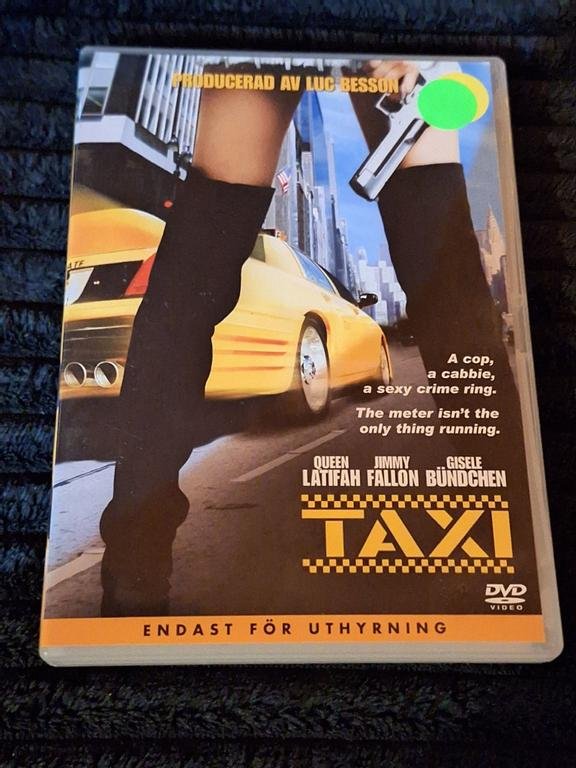 PRODUCERAD AV LUC BESSON
A cop,
a cabbie,
a sexy crime ring.
The meter isn't the
only thing running.
QUEEN JIMMY GISELE
LATIFAH FALLON BÜNDCHEN
TAXI
DVD
VIDEO
ENDAST FÖR UTHYRNING